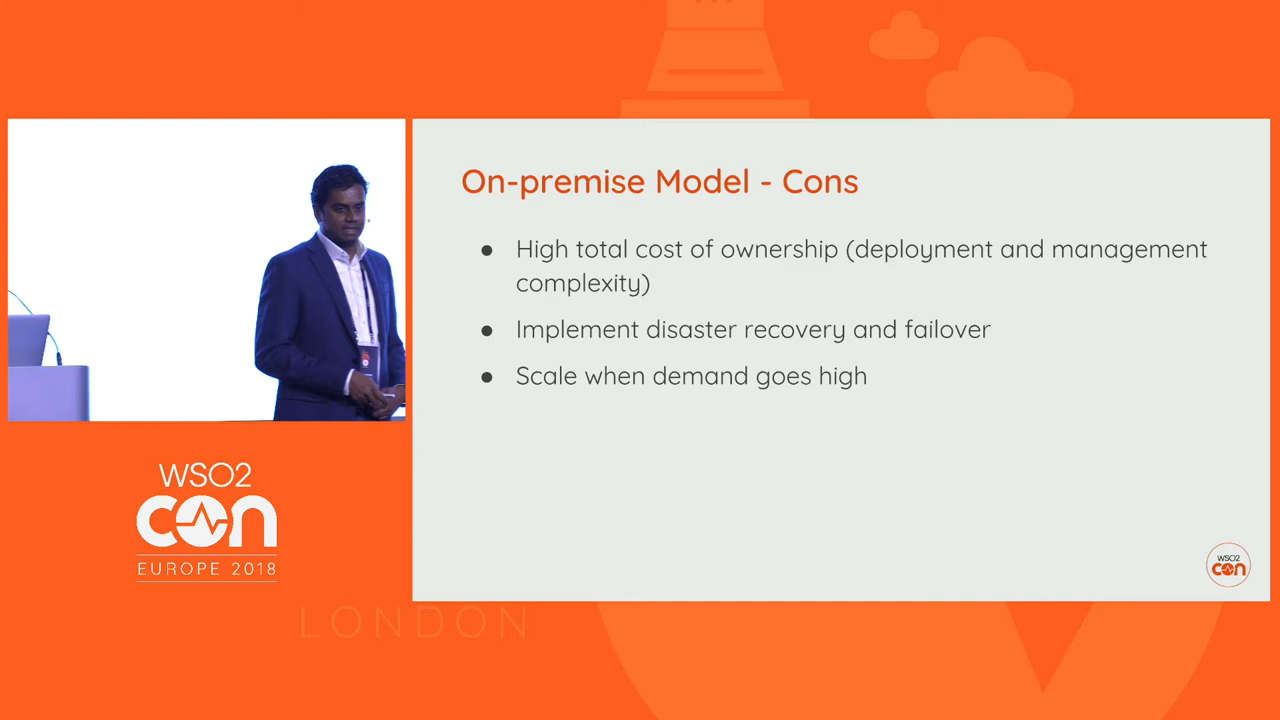 On-premise Model - Cons
● High total cost of ownership (deployment and management
complexity)
● Implement disaster recovery and failover
● Scale when demand goes high
WSO2
con
EUROPE 2018
LONDON
WSO2
con